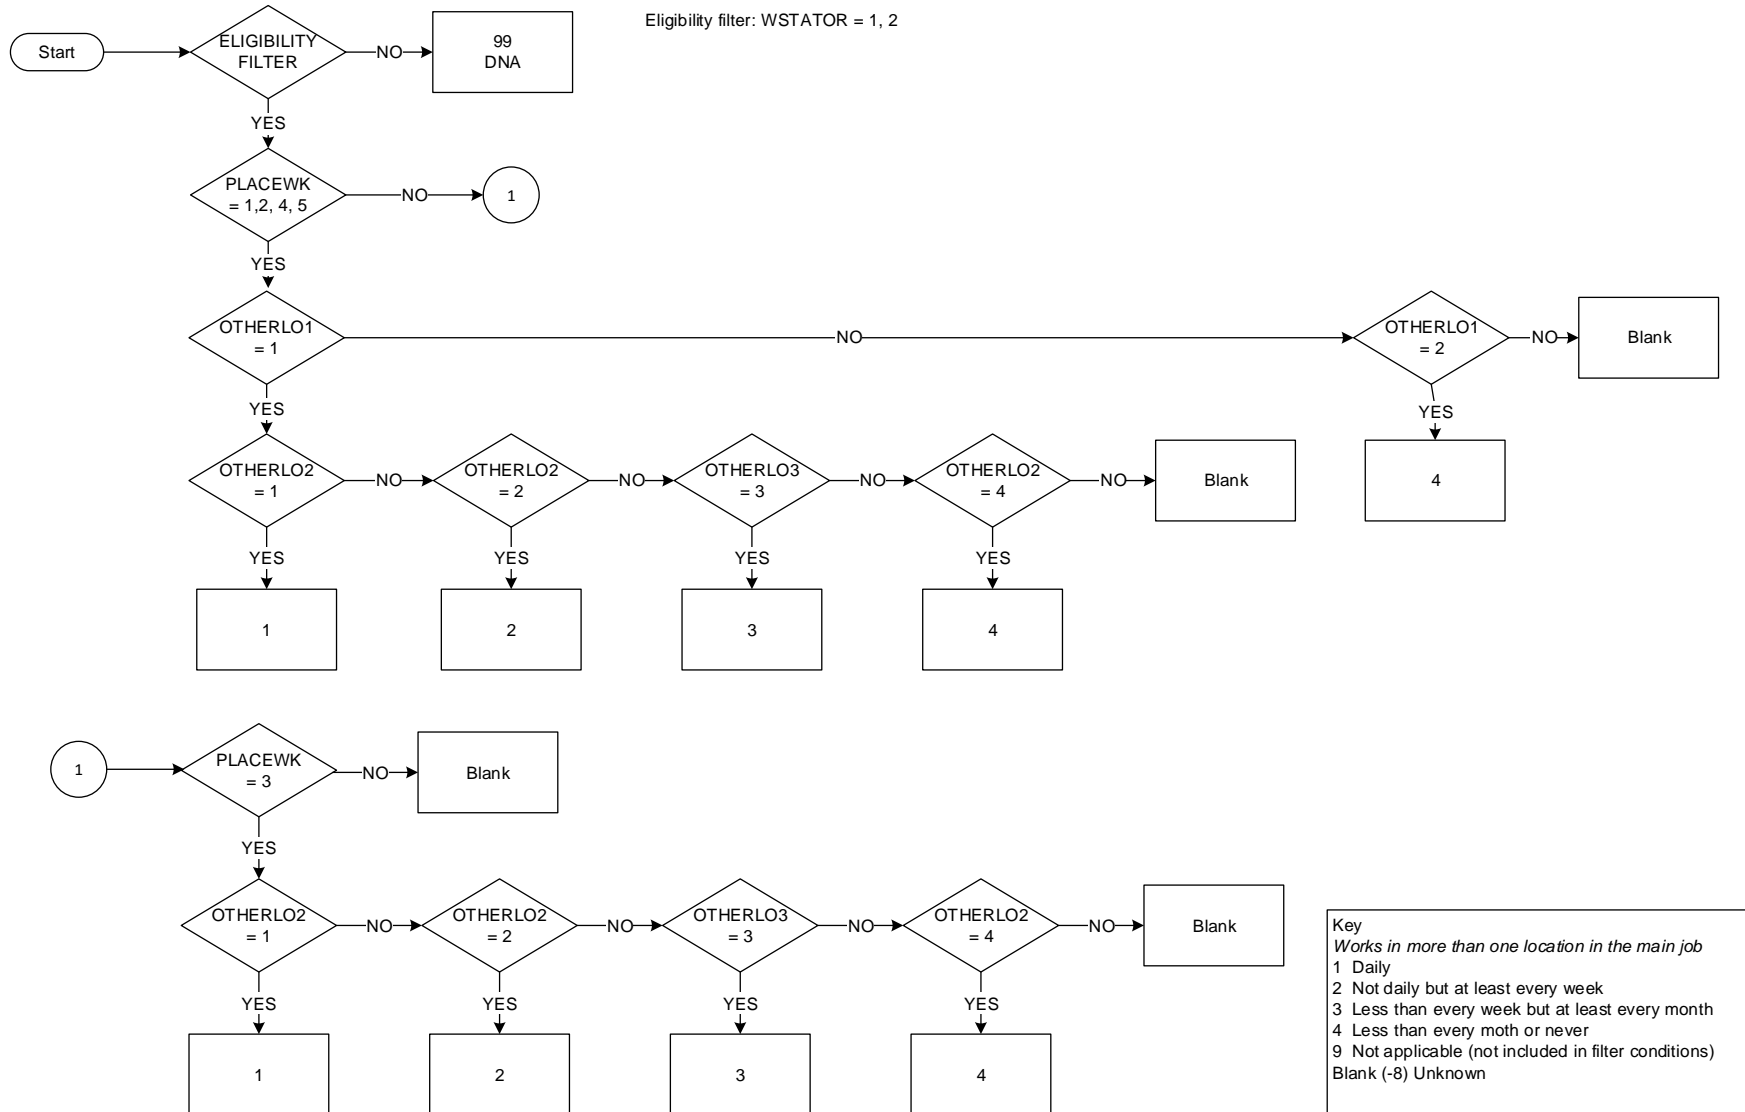 Eligibility filter: WSTATOR = 1, 2
Start
ELIGIBILITY
FILTER
NO
99
DNA
YES
PLACEWK
= 1,2, 4, 5
NO
1
YES
OTHERLO1
= 1
NO
OTHERLO1
= 2
NO
Blank
YES
YES
OTHERLO2
= 1
NO
OTHERLO2
= 2
NO
OTHERLO3
= 3
NO
OTHERLO2
= 4
NO
Blank
4
YES
YES
YES
YES
1
2
3
4
1
PLACEWK
= 3
NO
Blank
YES
OTHERLO2
= 1
NO
OTHERLO2
= 2
NO
OTHERLO3
= 3
NO
OTHERLO2
= 4
NO
Blank
YES
YES
YES
YES
1
2
3
4
Key
Works in more than one location in the main job
1 Daily
2 Not daily but at least every week
3 Less than every week but at least every month
4 Less than every moth or never
9 Not applicable (not included in filter conditions)
Blank (-8) Unknown